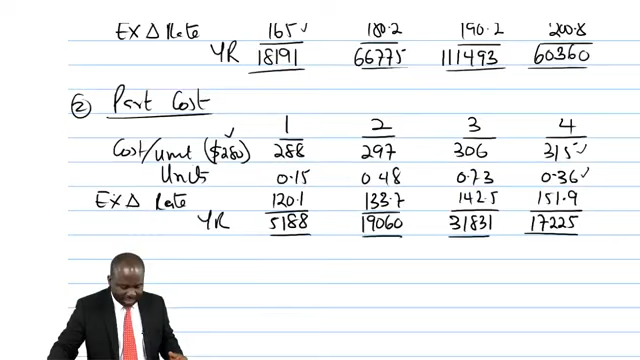 EX Δ Rate 165✓ 180.2 190.2 200.8
YR 18191 66775 111493 60360
② Part Cost
1 2 3 4
Cost/unit ($280)✓ 288 297 306 315✓
Units 0.15 0.48 0.73 0.36✓
EX Δ Rate 120.1 133.7 142.5 151.9
YR 5188 19060 31831 17225